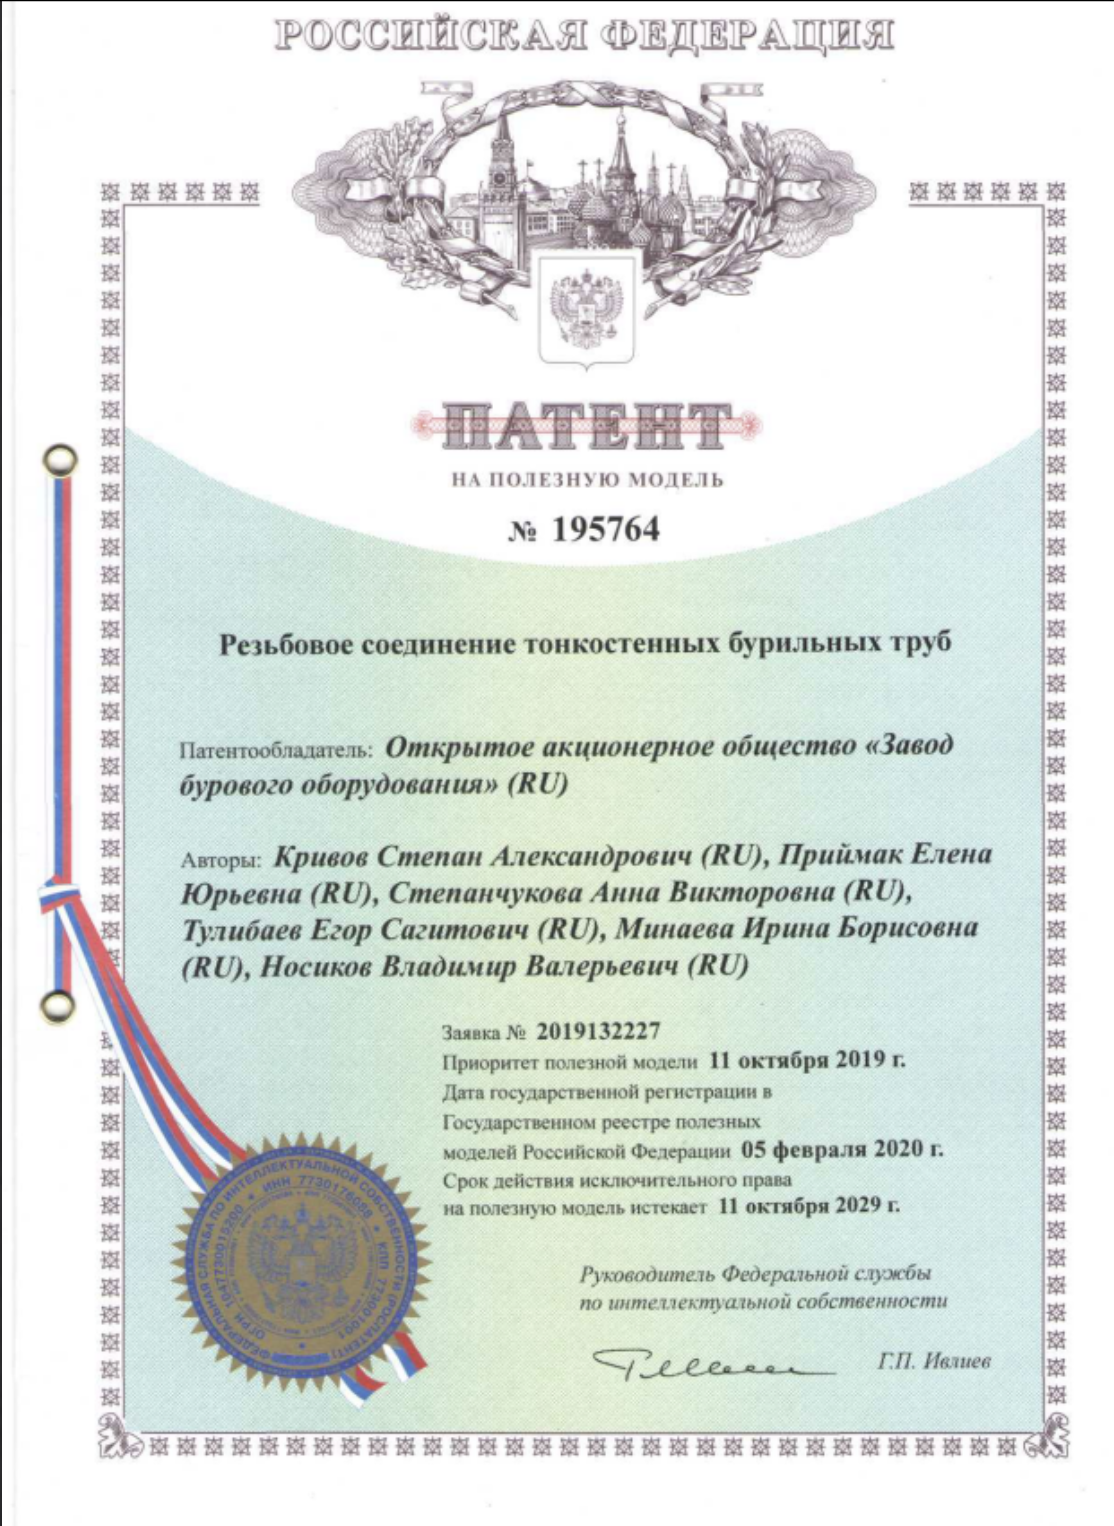 РОССИЙСКАЯ ФЕДЕРАЦИЯ
ПАТЕНТ
НА ПОЛЕЗНУЮ МОДЕЛЬ
№ 195764
Резьбовое соединение тонкостенных бурильных труб
Патентообладатель: Открытое акционерное общество «Завод
бурового оборудования» (RU)
Авторы: Кривов Степан Александрович (RU), Приймак Елена
Юрьевна (RU), Степанчукова Анна Викторовна (RU),
Тулибаев Егор Сагитович (RU), Минаева Ирина Борисовна
(RU), Носиков Владимир Валерьевич (RU)
Заявка № 2019132227
Приоритет полезной модели 11 октября 2019 г.
Дата государственной регистрации в
Государственном реестре полезных
моделей Российской Федерации 05 февраля 2020 г.
Срок действия исключительного права
на полезную модель истекает 11 октября 2029 г.
Руководитель Федеральной службы
по интеллектуальной собственности
Г.П. Ивлиев
ФЕДЕРАЛЬНАЯ СЛУЖБА ПО ИНТЕЛЛЕКТУАЛЬНОЙ СОБСТВЕННОСТИ (РОСПАТЕНТ)
ОГРН 1047730015200 * ИНН 7730176088 * КПП 773001001